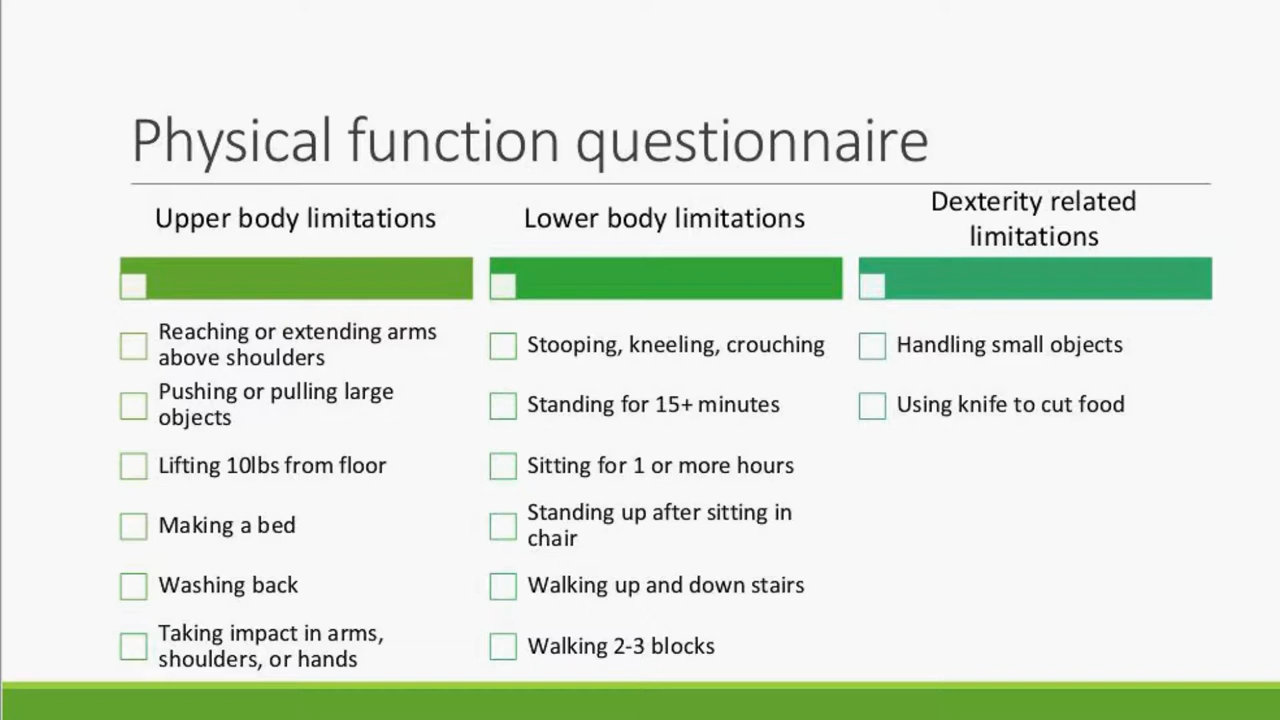 Physical function questionnaire
Upper body limitations
Reaching or extending arms
above shoulders
Pushing or pulling large
objects
Lifting 10lbs from floor
Making a bed
Washing back
Taking impact in arms,
shoulders, or hands
Lower body limitations
Stooping, kneeling, crouching
Standing for 15+ minutes
Sitting for 1 or more hours
Standing up after sitting in
chair
Walking up and down stairs
Walking 2-3 blocks
Dexterity related
limitations
Handling small objects
Using knife to cut food